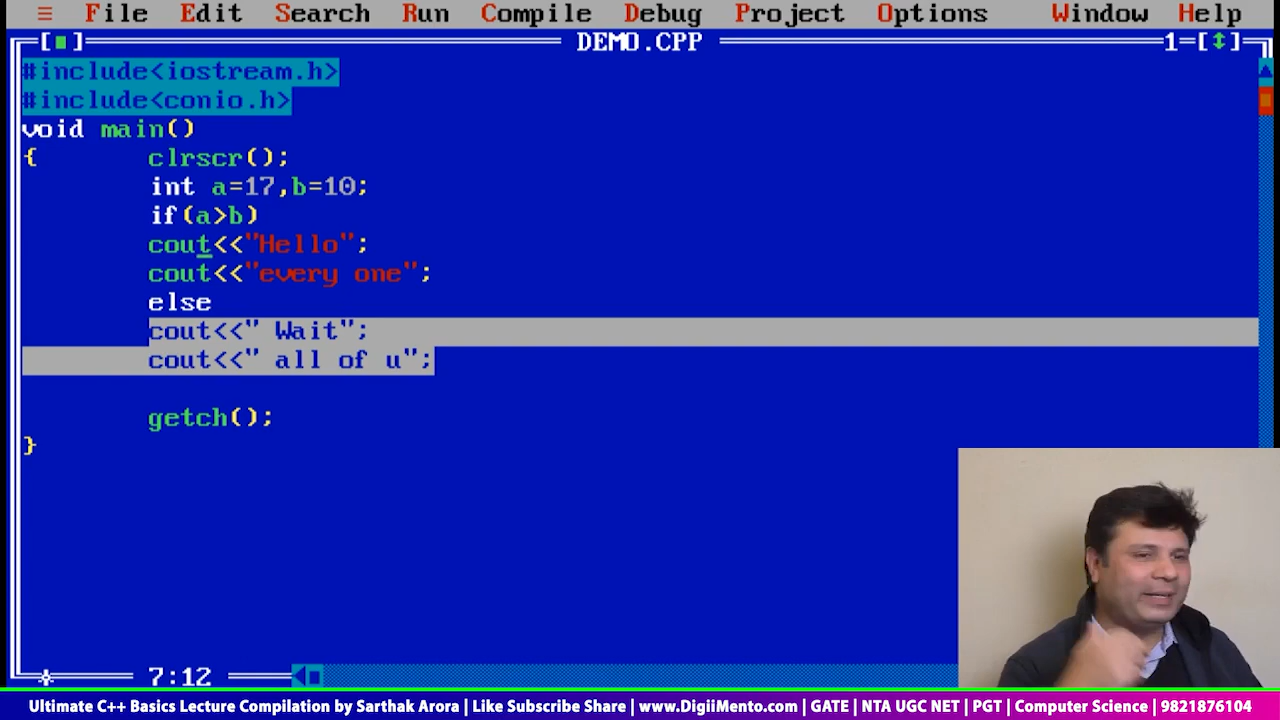 ≡ File Edit Search Run Compile Debug Project Options Window Help
[■] DEMO.CPP 1=[↕]
#include<iostream.h>
#include<conio.h>
void main()
{ clrscr();
int a=17,b=10;
if(a>b)
cout<<"Hello";
cout<<"every one";
else
cout<<" Wait";
cout<<" all of u";
getch();
}
7:12
Ultimate C++ Basics Lecture Compilation by Sarthak Arora | Like Subscribe Share | www.DigiiMento.com | GATE | NTA UGC NET | PGT | Computer Science | 9821876104